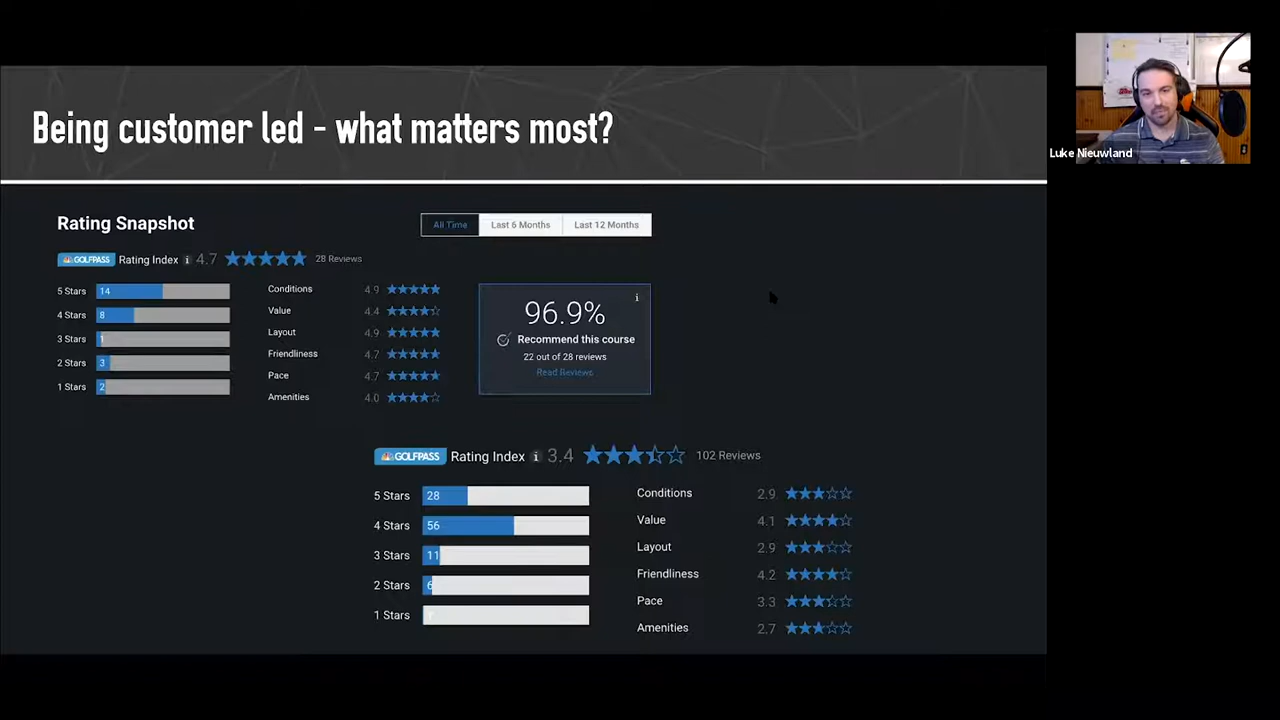 Being customer led - what matters most?
Luke Nieuwland
Rating Snapshot
All Time Last 6 Months Last 12 Months
GOLFPASS Rating Index i 4.7 28 Reviews
5 Stars 14
4 Stars 8
3 Stars 1
2 Stars 3
1 Stars 2
Conditions 4.9
Value 4.4
Layout 4.9
Friendliness 4.7
Pace 4.7
Amenities 4.0
i
96.9%
Recommend this course
22 out of 28 reviews
Read Reviews
GOLFPASS Rating Index i 3.4 102 Reviews
5 Stars 28
4 Stars 56
3 Stars 11
2 Stars 6
1 Stars
Conditions 2.9
Value 4.1
Layout 2.9
Friendliness 4.2
Pace 3.3
Amenities 2.7